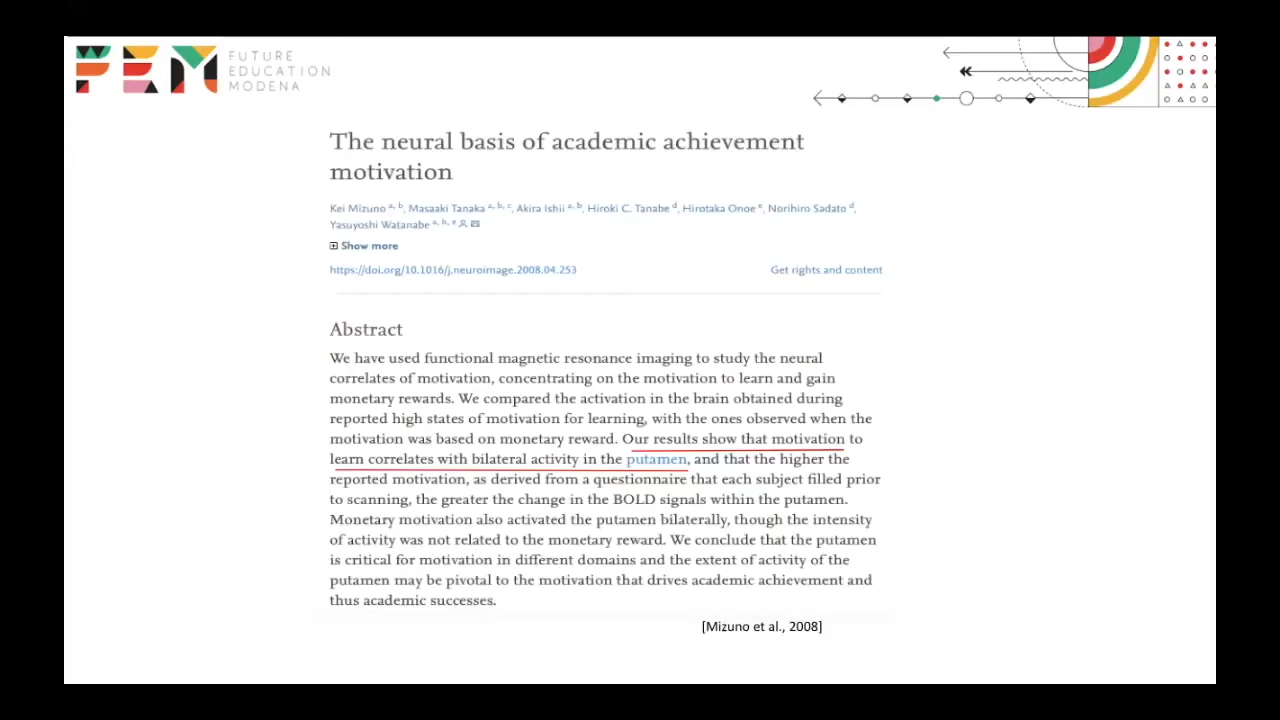 FEM
FUTURE
EDUCATION
MODENA
The neural basis of academic achievement
motivation
Kei Mizuno a, b, Masaaki Tanaka a, b, c, Akira Ishii a, b, Hiroki C. Tanabe d, Hirotaka Onoe e, Norihiro Sadato d,
Yasuyoshi Watanabe a, b, e
Show more
https://doi.org/10.1016/j.neuroimage.2008.04.253 Get rights and content
Abstract
We have used functional magnetic resonance imaging to study the neural
correlates of motivation, concentrating on the motivation to learn and gain
monetary rewards. We compared the activation in the brain obtained during
reported high states of motivation for learning, with the ones observed when the
motivation was based on monetary reward. Our results show that motivation to
learn correlates with bilateral activity in the putamen, and that the higher the
reported motivation, as derived from a questionnaire that each subject filled prior
to scanning, the greater the change in the BOLD signals within the putamen.
Monetary motivation also activated the putamen bilaterally, though the intensity
of activity was not related to the monetary reward. We conclude that the putamen
is critical for motivation in different domains and the extent of activity of the
putamen may be pivotal to the motivation that drives academic achievement and
thus academic successes.
[Mizuno et al., 2008]